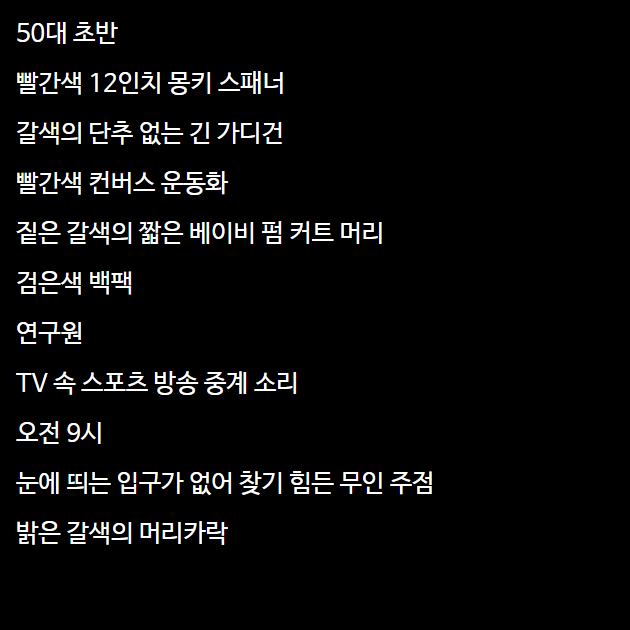 50대 초반
빨간색 12인치 몽키 스패너
갈색의 단추 없는 긴 가디건
빨간색 컨버스 운동화
짙은 갈색의 짧은 베이비 펌 커트 머리
검은색 백팩
연구원
TV 속 스포츠 방송 중계 소리
오전 9시
눈에 띄는 입구가 없어 찾기 힘든 무인 주점
밝은 갈색의 머리카락